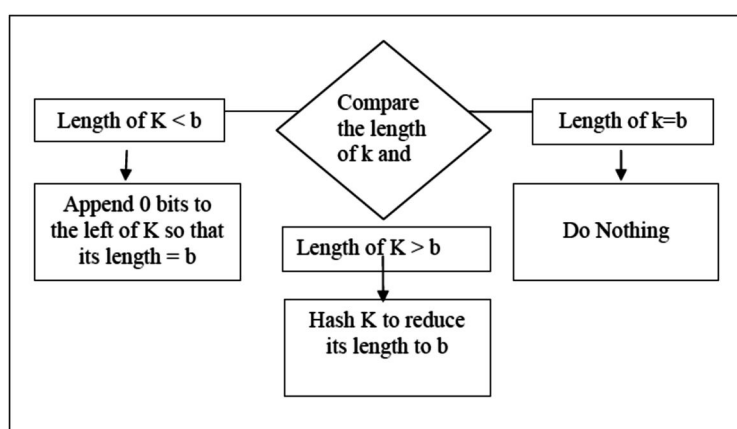 Compare
the length
of k and
Length of K < b
Length of k=b
Append 0 bits to
the left of K so that
its length = b
Do Nothing
Length of K > b
Hash K to reduce
its length to b